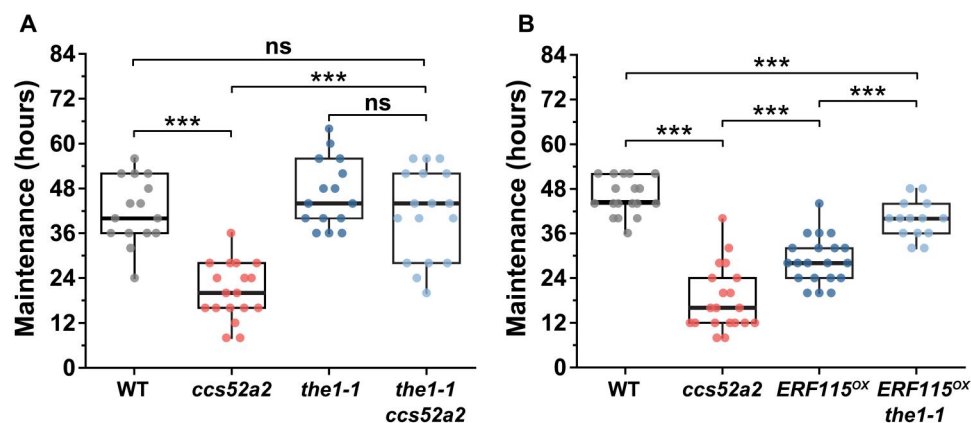 A
Maintenance (hours)
84
72
60
48
36
24
12
0
ns
***
ns
***
WT
ccs52a2
the1-1
the1-1
ccs52a2
B
Maintenance (hours)
84
72
60
48
36
24
12
0
***
***
***
***
WT
ccs52a2
ERF115ᴼˣ
ERF115ᴼˣ
the1-1